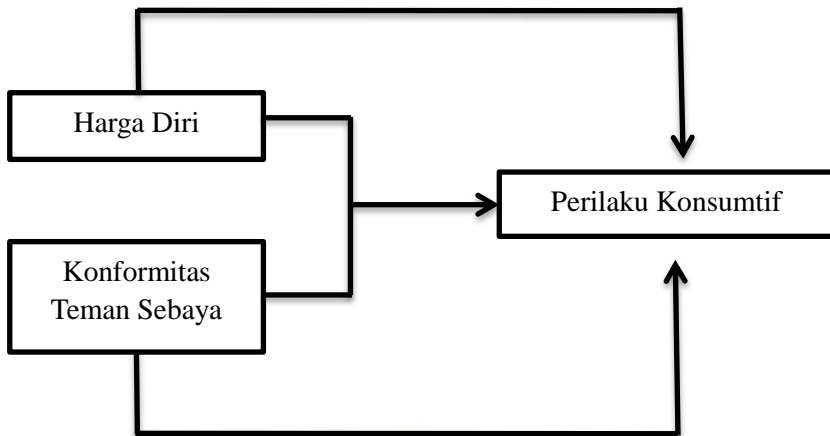 Harga Diri
Perilaku Konsumtif
Konformitas
Teman Sebaya